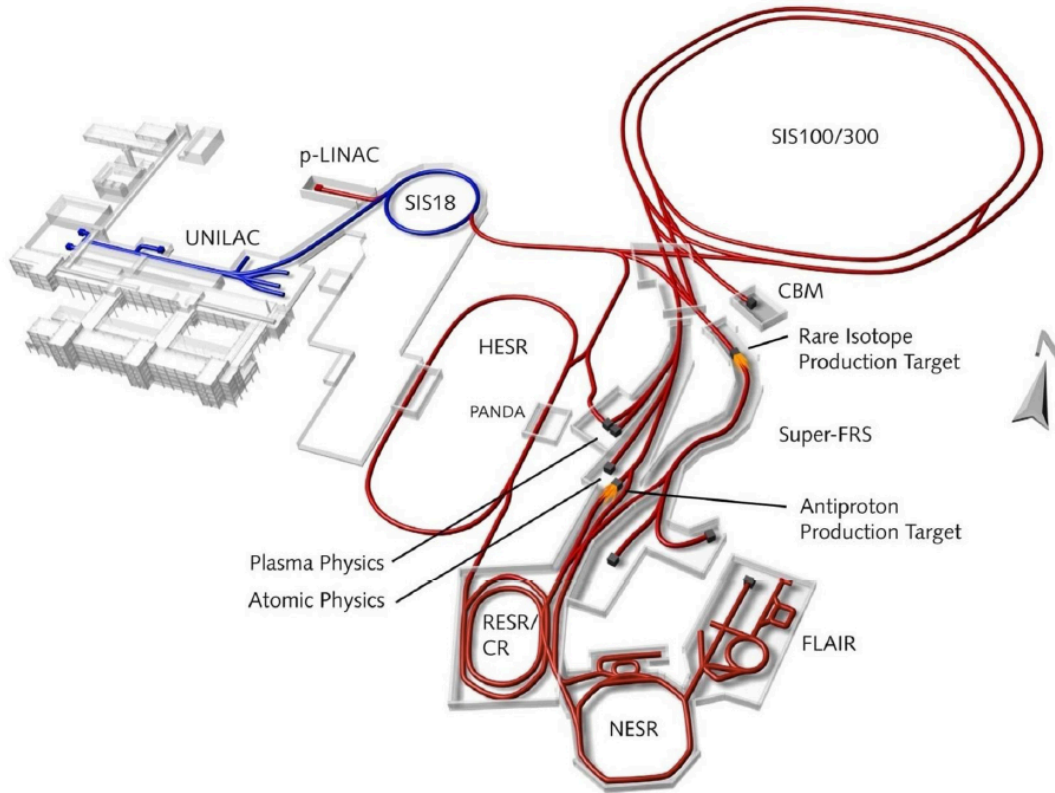 SIS100/300
p-LINAC
SIS18
UNILAC
CBM
HESR
Rare Isotope
Production Target
PANDA
Super-FRS
Antiproton
Production Target
Plasma Physics
Atomic Physics
RESR/
CR
FLAIR
NESR